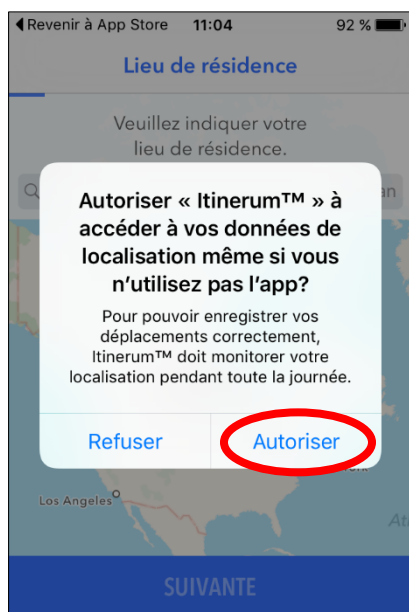 Revenir à App Store 11:04 92 %
Lieu de résidence
Veuillez indiquer votre
lieu de résidence.
Autoriser « Itinerum™ » à
accéder à vos données de
localisation même si vous
n’utilisez pas l’app?
Pour pouvoir enregistrer vos
déplacements correctement,
Itinerum™ doit monitorer votre
localisation pendant toute la journée.
Refuser Autoriser
Los Angeles
SUIVANTE